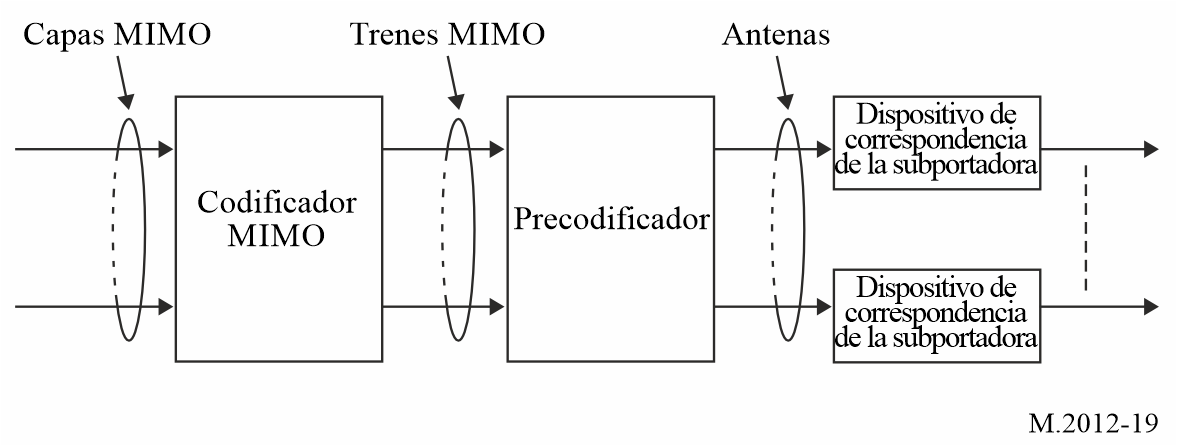 Capas MIMO
Trenes MIMO
Antenas
Codificador
MIMO
Precodificador
Dispositivo de
correspondencia
de la subportadora
Dispositivo de
correspondencia
de la subportadora
M.2012-19